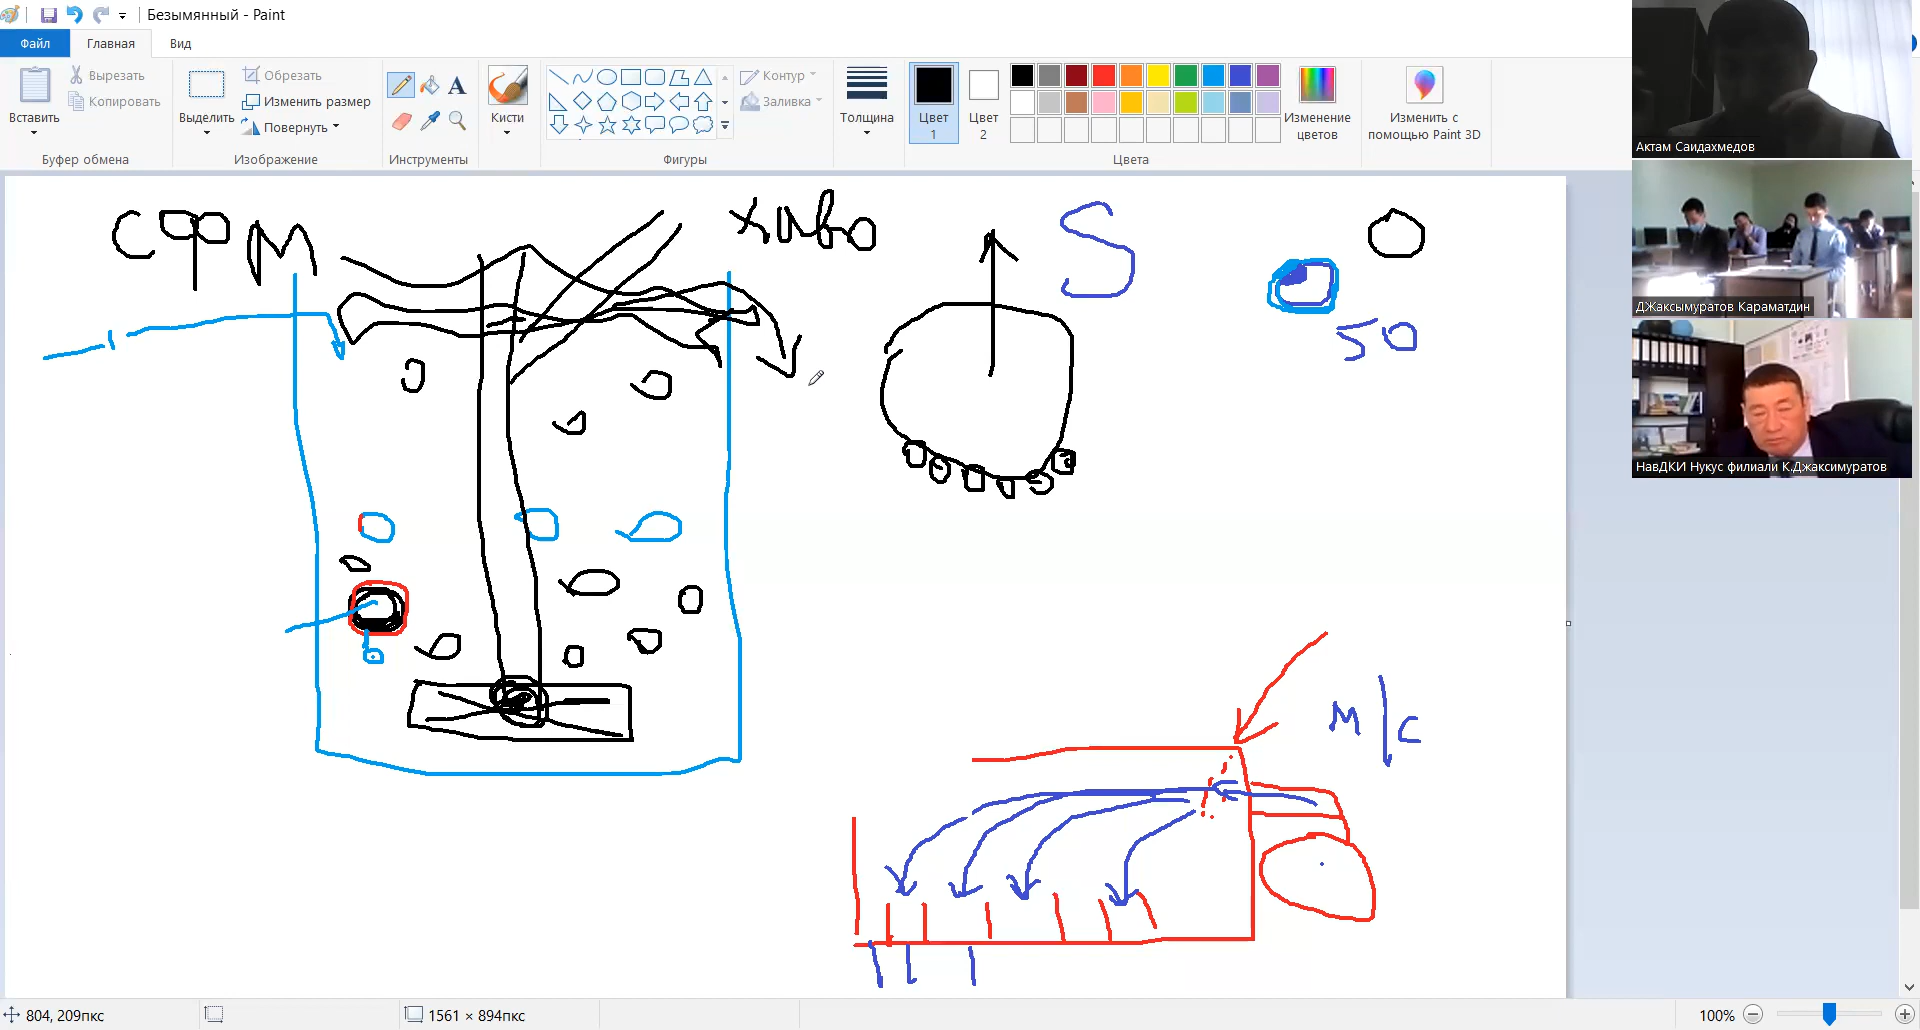 Безымянный - Paint
Файл
Главная
Вид
Вставить
Вырезать
Копировать
Буфер обмена
Выделить
Обрезать
Изменить размер
Повернуть
Изображение
A
Инструменты
Кисти
Контур
Заливка
Фигуры
Толщина
Цвет
1
Цвет
2
Изменение
цветов
Цвета
Изменить с
помощью Paint 3D
Актам Саидахмедов
ДЖаксымуратов Караматдин
НавДКИ Нукус филиали К.Джаксимуратов
СФМ
хаво
S
50
м/с
804, 209пкс
1561 × 894пкс
100%